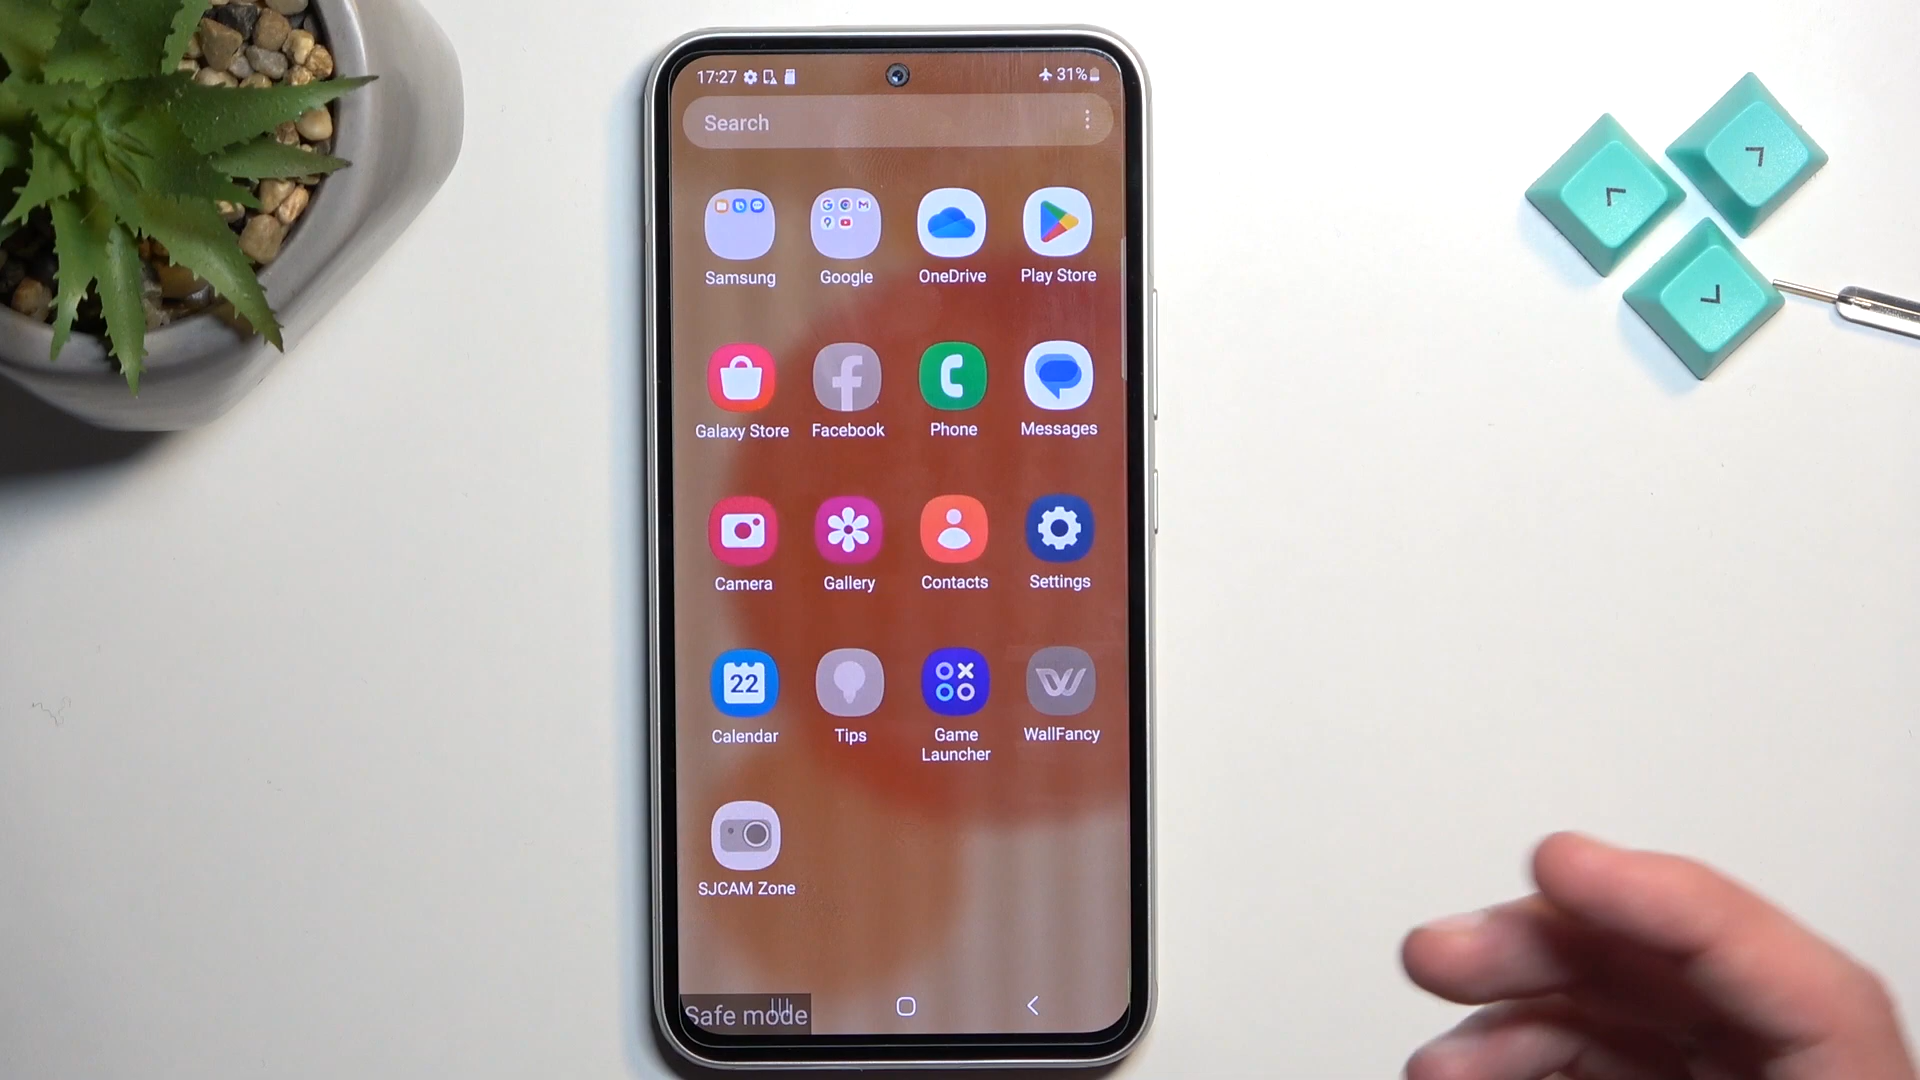 17:27
31%
Search
Samsung
Google
OneDrive
Play Store
Galaxy Store
Facebook
Phone
Messages
Camera
Gallery
Contacts
Settings
22
Calendar
Tips
Game
Launcher
WallFancy
SJCAM Zone
Safe mode